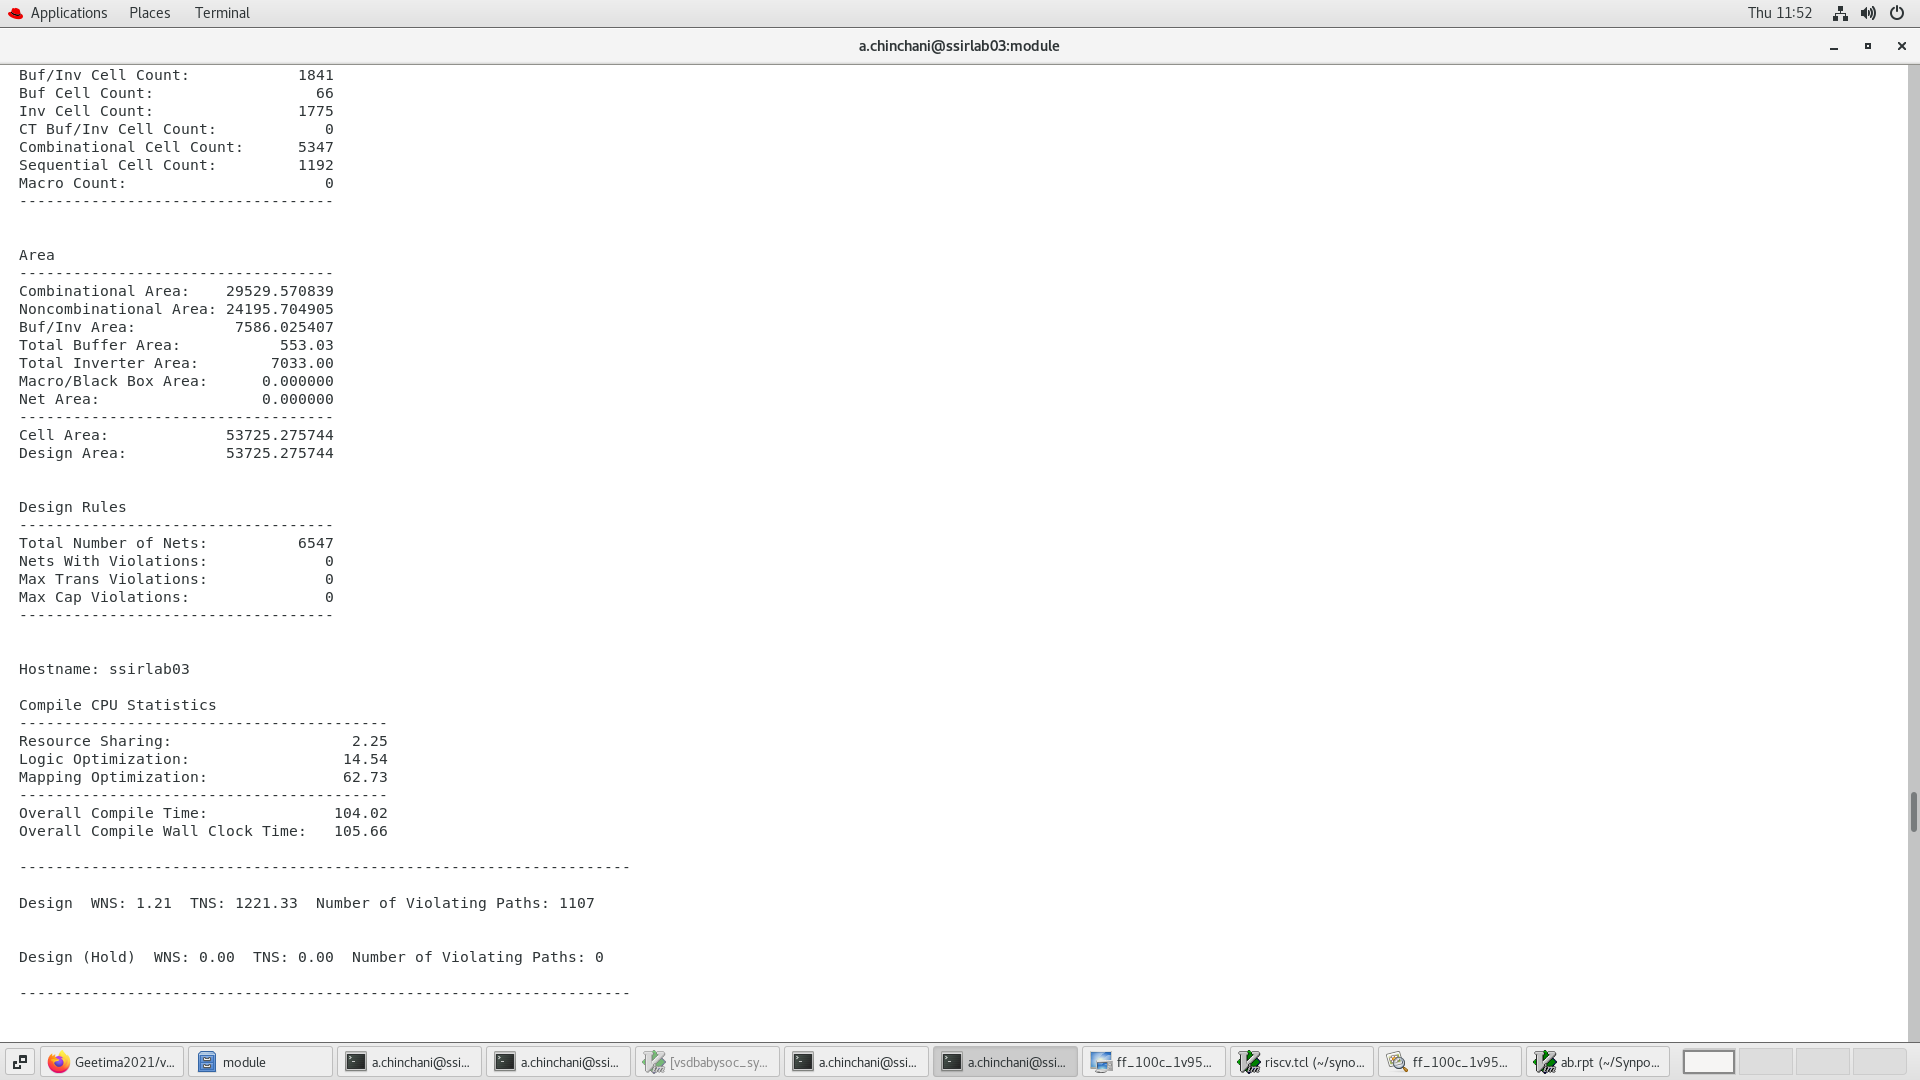 Applications Places Terminal Thu 11:52
a.chinchani@ssirlab03:module
Buf/Inv Cell Count: 1841
Buf Cell Count: 66
Inv Cell Count: 1775
CT Buf/Inv Cell Count: 0
Combinational Cell Count: 5347
Sequential Cell Count: 1192
Macro Count: 0
-----------------------------------
Area
-----------------------------------
Combinational Area: 29529.570839
Noncombinational Area: 24195.704905
Buf/Inv Area: 7586.025407
Total Buffer Area: 553.03
Total Inverter Area: 7033.00
Macro/Black Box Area: 0.000000
Net Area: 0.000000
-----------------------------------
Cell Area: 53725.275744
Design Area: 53725.275744
Design Rules
-----------------------------------
Total Number of Nets: 6547
Nets With Violations: 0
Max Trans Violations: 0
Max Cap Violations: 0
-----------------------------------
Hostname: ssirlab03
Compile CPU Statistics
-----------------------------------------
Resource Sharing: 2.25
Logic Optimization: 14.54
Mapping Optimization: 62.73
-----------------------------------------
Overall Compile Time: 104.02
Overall Compile Wall Clock Time: 105.66
--------------------------------------------------------------------
Design WNS: 1.21 TNS: 1221.33 Number of Violating Paths: 1107
Design (Hold) WNS: 0.00 TNS: 0.00 Number of Violating Paths: 0
--------------------------------------------------------------------
Geetima2021/v... module a.chinchani@ssi... a.chinchani@ssi... [vsdbabysoc_sy... a.chinchani@ssi... a.chinchani@ssi... ff_100c_1v95... riscv.tcl (~/syno... ff_100c_1v95... ab.rpt (~/Synpo...